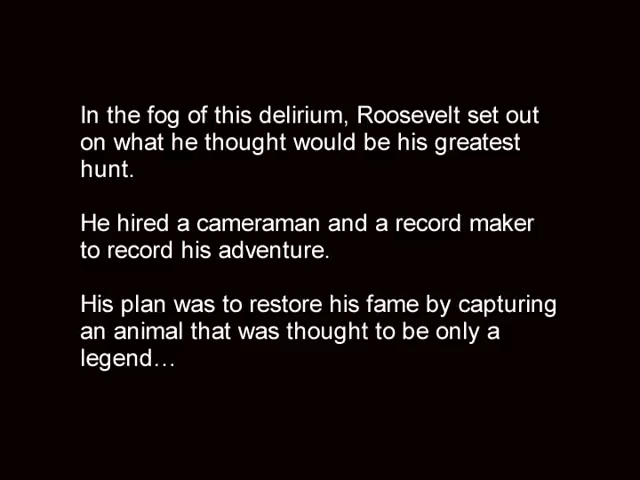 In the fog of this delirium, Roosevelt set out
on what he thought would be his greatest
hunt.
He hired a cameraman and a record maker
to record his adventure.
His plan was to restore his fame by capturing
an animal that was thought to be only a
legend…